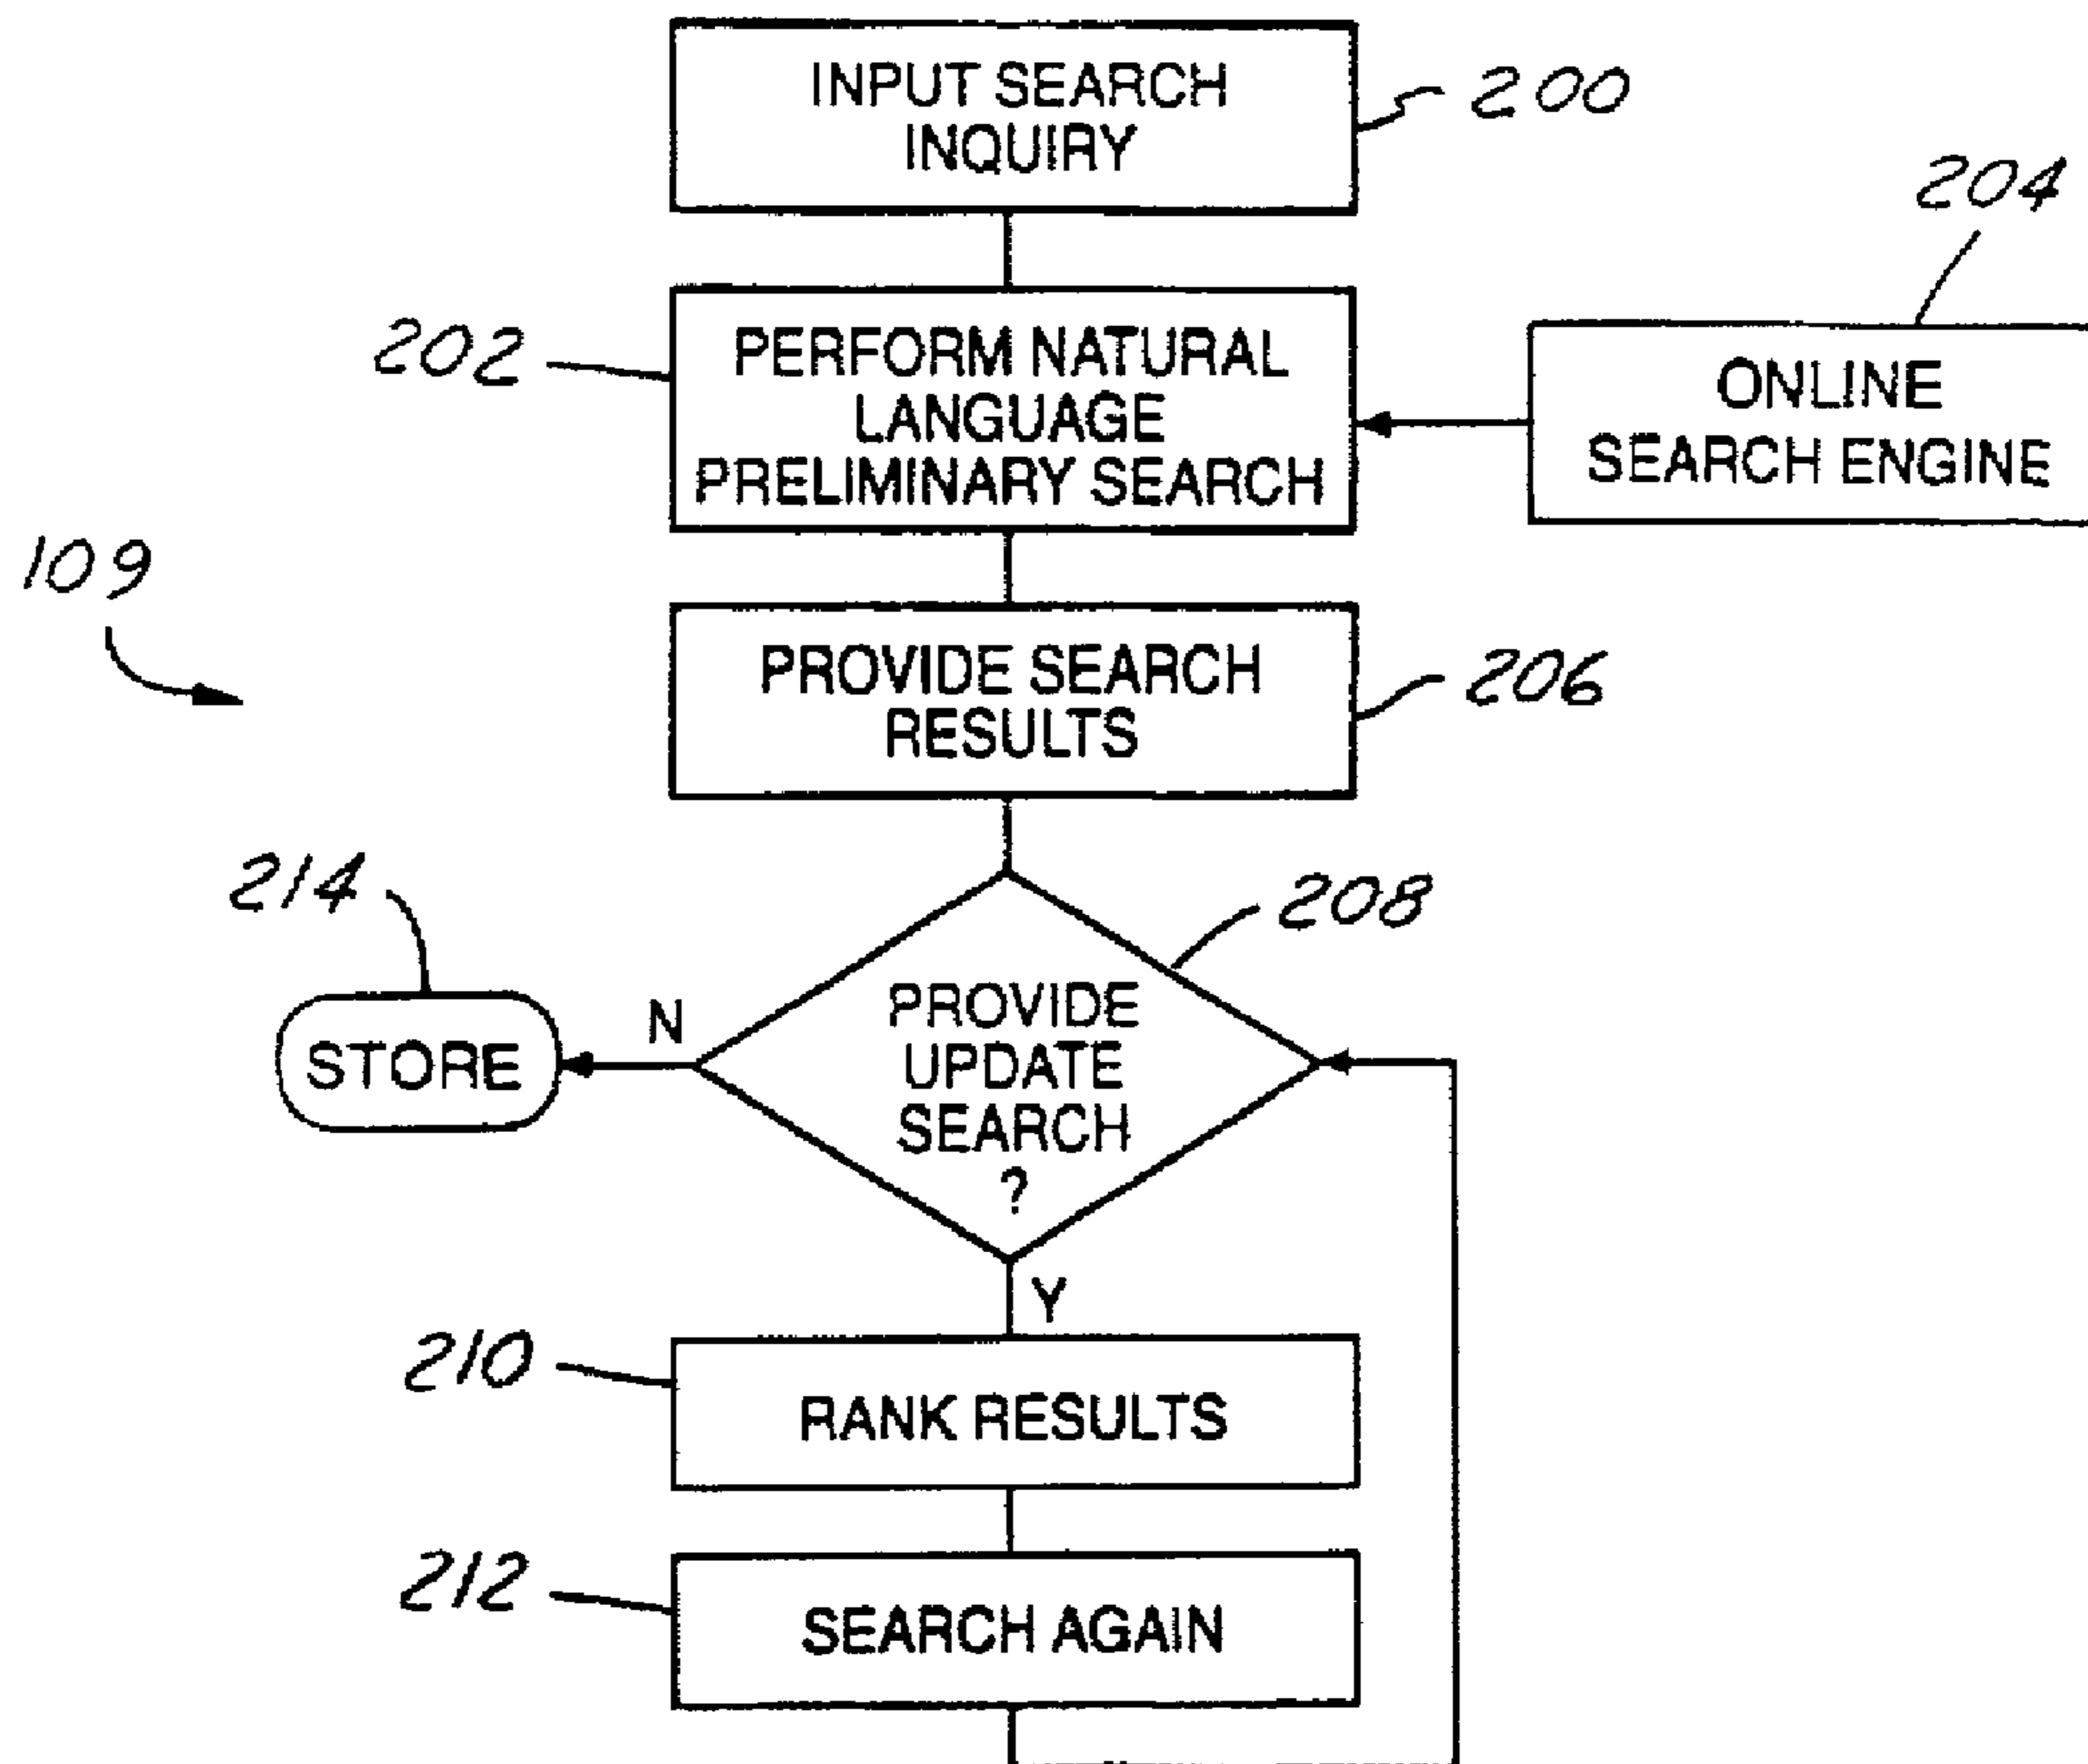 INPUT SEARCH
INQUIRY
200
204
202
PERFORM NATURAL
LANGUAGE
PRELIMINARY SEARCH
ONLINE
SEARCH ENGINE
109
PROVIDE SEARCH
RESULTS
206
214
208
STORE
N
PROVIDE
UPDATE
SEARCH
?
Y
210
RANK RESULTS
212
SEARCH AGAIN